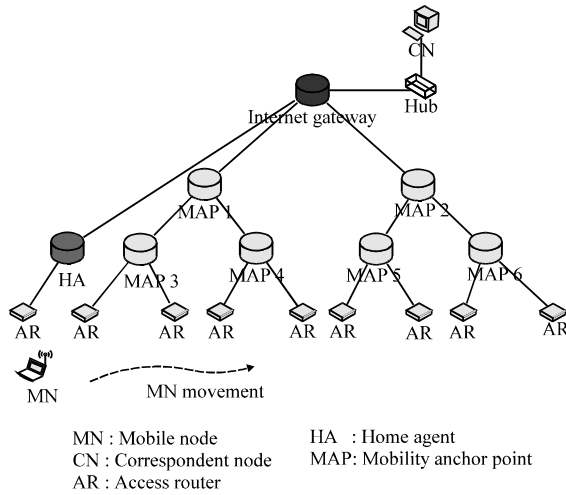 CN
Hub
Internet gateway
MAP 1
MAP 2
HA
MAP 3
MAP 4
MAP 5
MAP 6
AR
AR
AR
AR
AR
AR
AR
AR
AR
MN
MN movement
MN : Mobile node
CN : Correspondent node
AR : Access router
HA : Home agent
MAP: Mobility anchor point